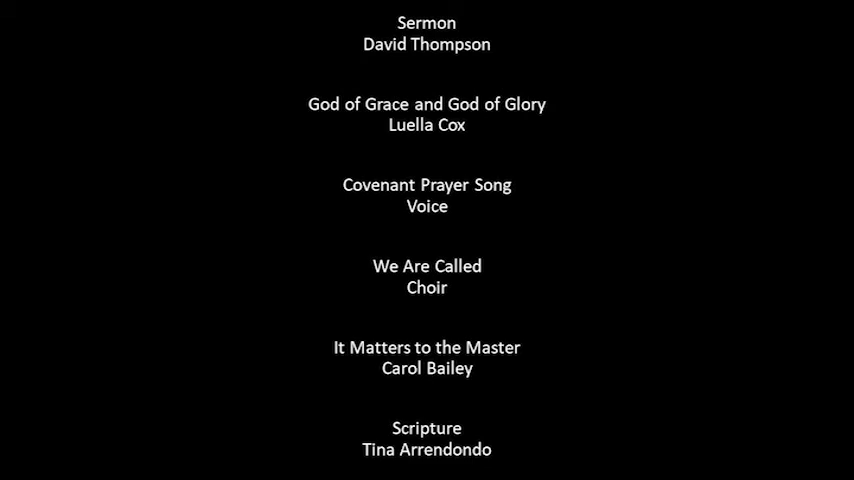 Sermon
David Thompson
God of Grace and God of Glory
Luella Cox
Covenant Prayer Song
Voice
We Are Called
Choir
It Matters to the Master
Carol Bailey
Scripture
Tina Arrendondo